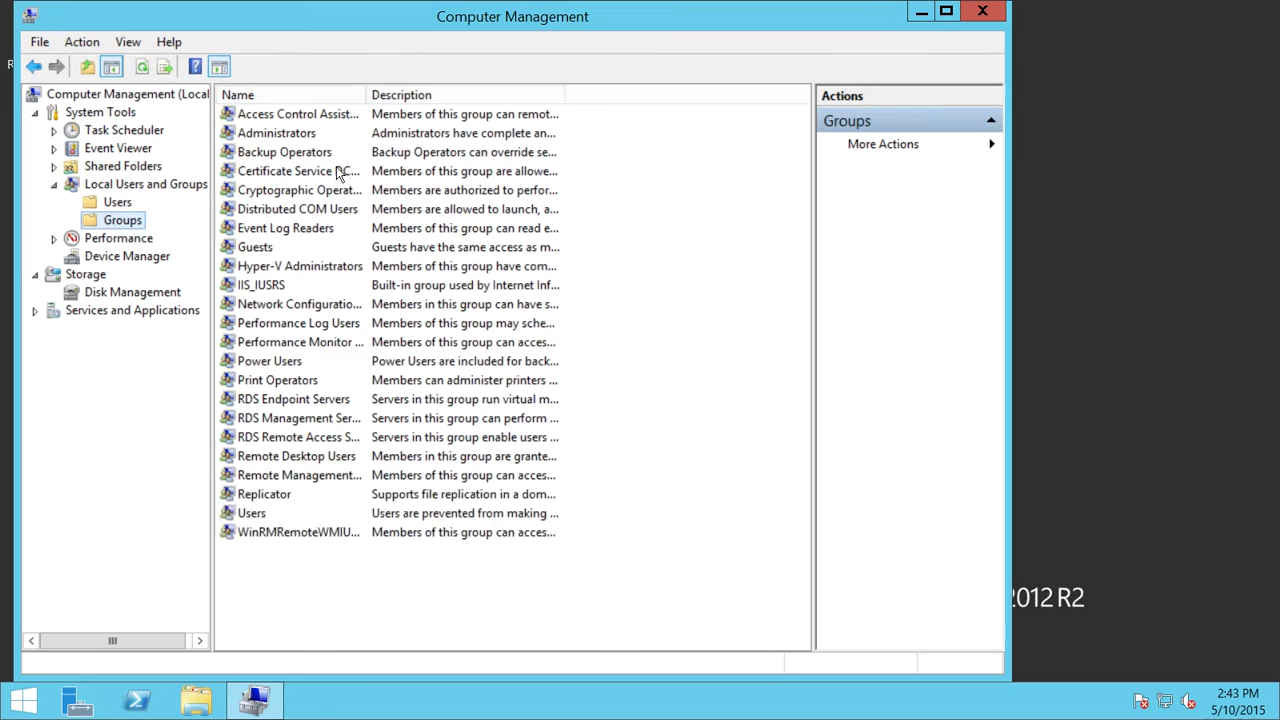 Computer Management
File Action View Help
R
Name Description
Computer Management (Local
System Tools
Task Scheduler
Event Viewer
Shared Folders
Local Users and Groups
Users
Groups
Performance
Device Manager
Storage
Disk Management
Services and Applications
Access Control Assist... Members of this group can remot...
Administrators Administrators have complete an...
Backup Operators Backup Operators can override se...
Certificate Service DC... Members of this group are allowe...
Cryptographic Operat... Members are authorized to perfor...
Distributed COM Users Members are allowed to launch, a...
Event Log Readers Members of this group can read e...
Guests Guests have the same access as m...
Hyper-V Administrators Members of this group have com...
IIS_IUSRS Built-in group used by Internet Inf...
Network Configuratio... Members in this group can have s...
Performance Log Users Members of this group may sche...
Performance Monitor ... Members of this group can acces...
Power Users Power Users are included for back...
Print Operators Members can administer printers ...
RDS Endpoint Servers Servers in this group run virtual m...
RDS Management Ser... Servers in this group can perform ...
RDS Remote Access S... Servers in this group enable users ...
Remote Desktop Users Members in this group are grante...
Remote Management... Members of this group can acces...
Replicator Supports file replication in a dom...
Users Users are prevented from making ...
WinRMRemoteWMIU... Members of this group can acces...
Actions
Groups
More Actions
2012 R2
2:43 PM
5/10/2015